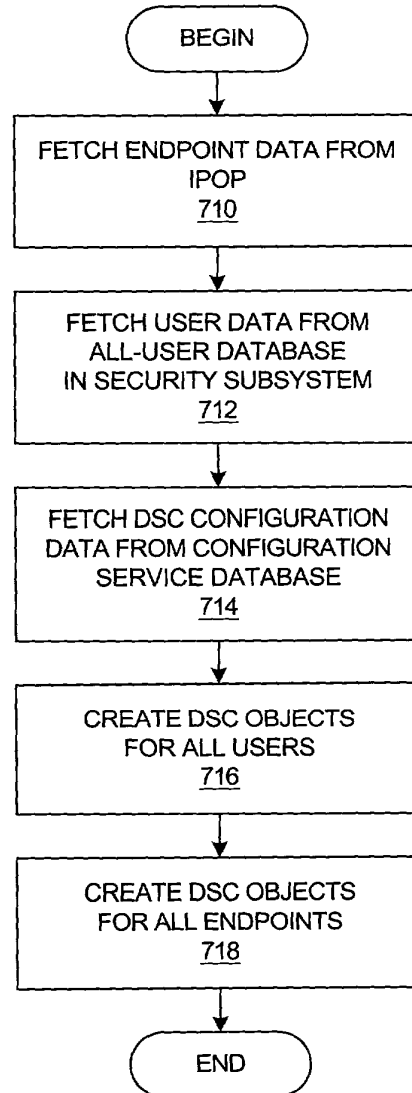 BEGIN
FETCH ENDPOINT DATA FROM
IPOP
710
FETCH USER DATA FROM
ALL-USER DATABASE
IN SECURITY SUBSYSTEM
712
FETCH DSC CONFIGURATION
DATA FROM CONFIGURATION
SERVICE DATABASE
714
CREATE DSC OBJECTS
FOR ALL USERS
716
CREATE DSC OBJECTS
FOR ALL ENDPOINTS
718
END